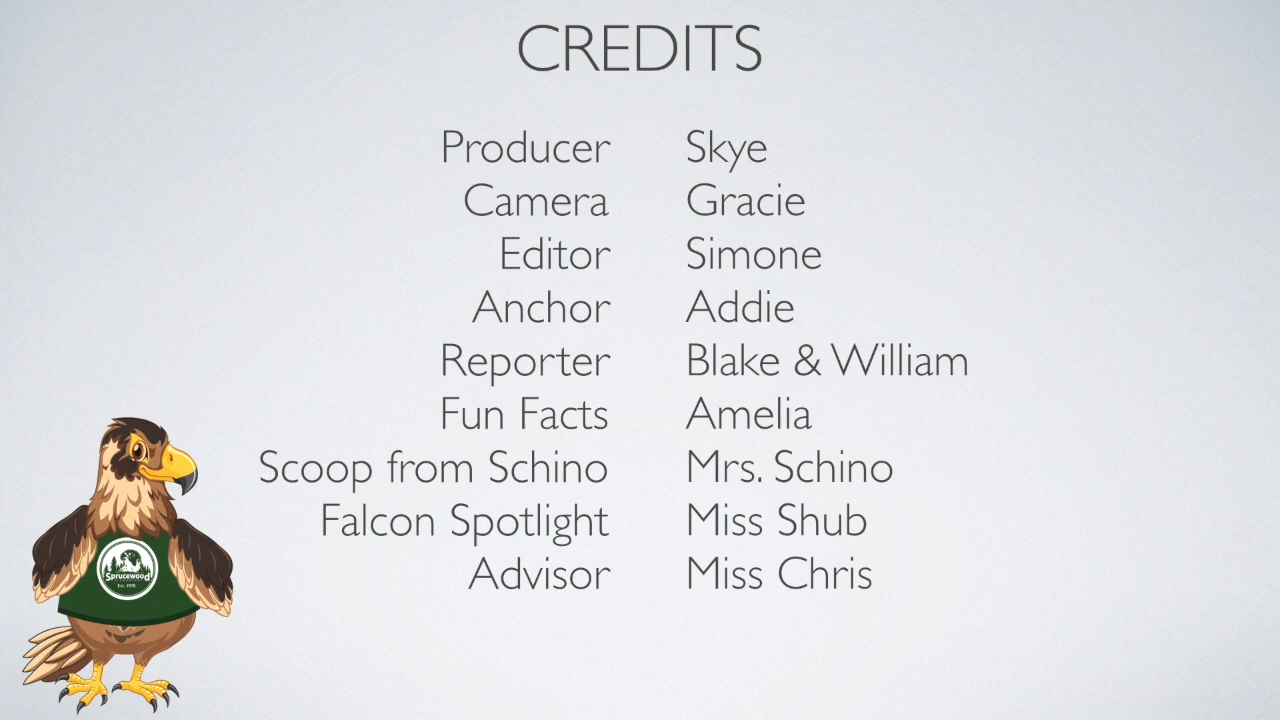 CREDITS
Producer Skye
Camera Gracie
Editor Simone
Anchor Addie
Reporter Blake & William
Fun Facts Amelia
Scoop from Schino Mrs. Schino
Falcon Spotlight Miss Shub
Advisor Miss Chris
Sprucewood